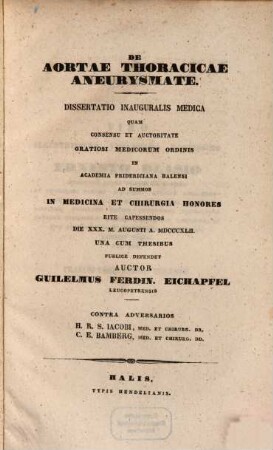 DE
AORTAE THORACICAE
ANEURYSMATE.
DISSERTATIO INAUGURALIS MEDICA
QUAM
CONSENSU ET AUCTORITATE
GRATIOSI MEDICORUM ORDINIS
IN
ACADEMIA FRIDERICIANA HALENSI
AD SUMMOS
IN MEDICINA ET CHIRURGIA HONORES
RITE CAPESSENDOS
DIE XXX. M. AUGUSTI A. MDCCCXLII.
UNA CUM THESIBUS
PUBLICE DEFENDET
AUCTOR
GUILELMUS FERDIN. EICHAPFEL
LEUCOPETRENSIS
CONTRA ADVERSARIOS
H. R. S. IACOBI, MED. ET CHIRURG. DR.
C. E. BAMBERG, MED. ET CHIRURG. DD.
HALIS,
TYPIS HENDELIANIS.